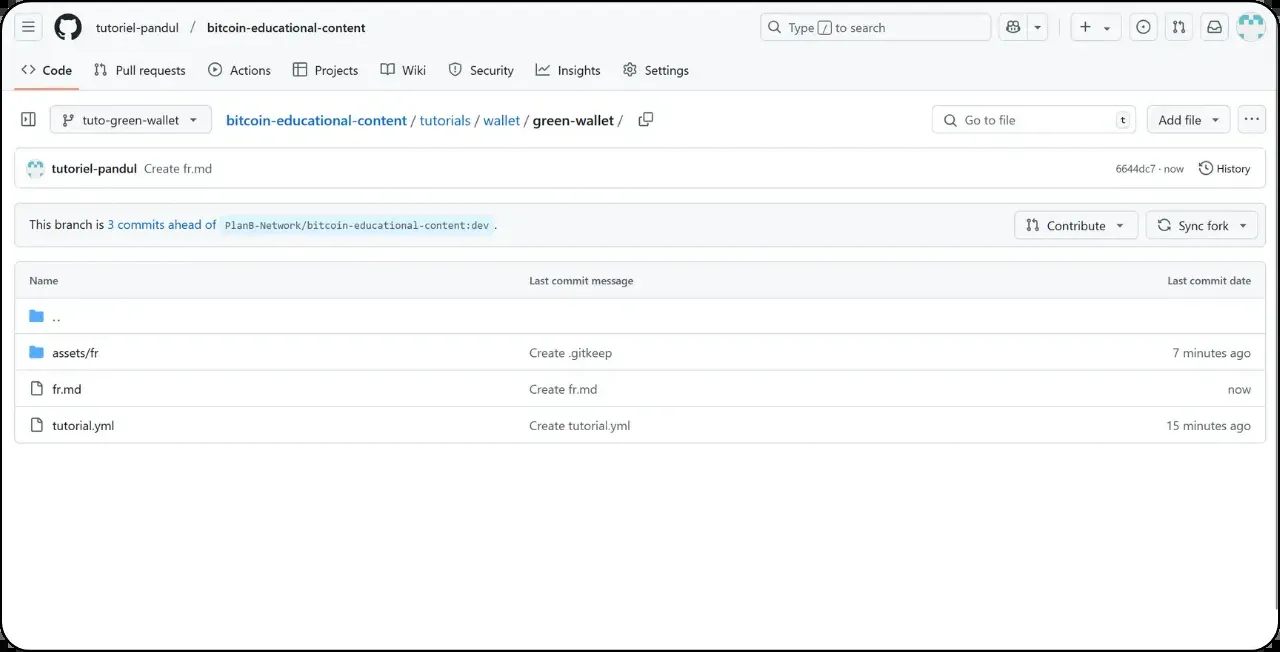 tutoriel-pandul / bitcoin-educational-content Type / to search
Code Pull requests Actions Projects Wiki Security Insights Settings
tuto-green-wallet bitcoin-educational-content / tutorials / wallet / green-wallet / Go to file t Add file ...
tutoriel-pandul Create fr.md 6644dc7 · now History
This branch is 3 commits ahead of PlanB-Network/bitcoin-educational-content:dev . Contribute Sync fork
Name Last commit message Last commit date
..
assets/fr Create .gitkeep 7 minutes ago
fr.md Create fr.md now
tutorial.yml Create tutorial.yml 15 minutes ago